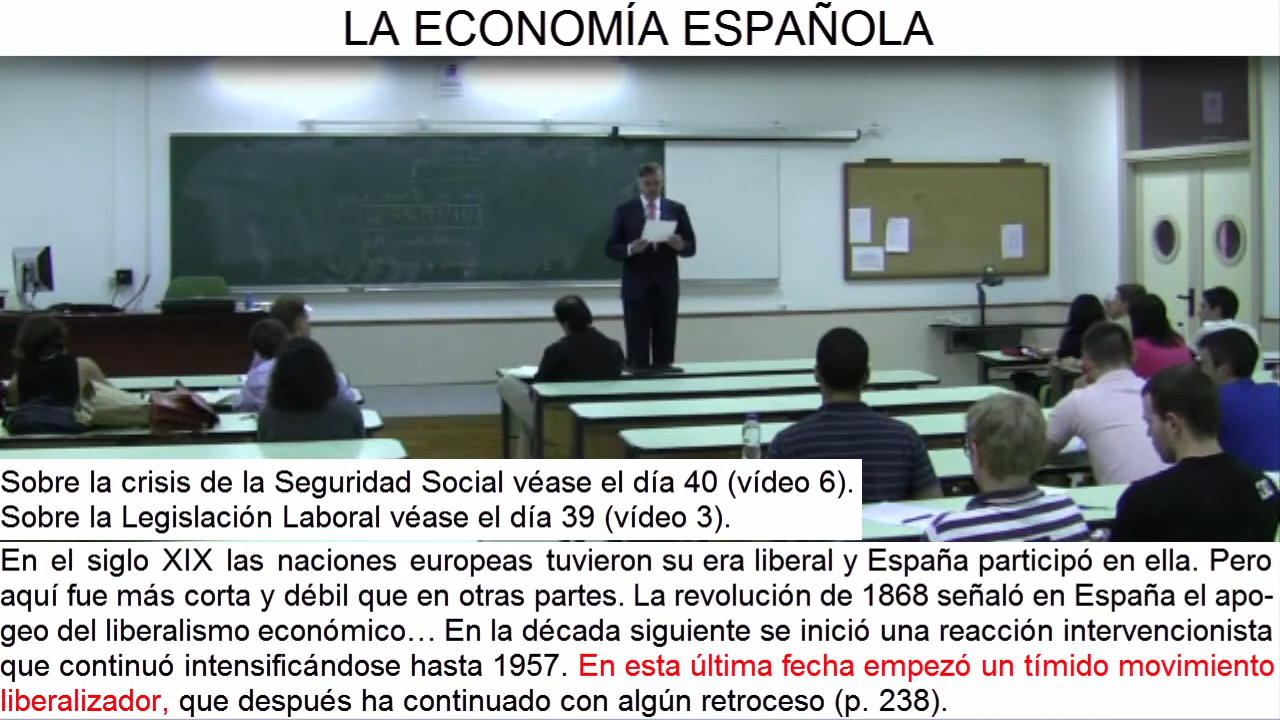 LA ECONOMÍA ESPAÑOLA
Sobre la crisis de la Seguridad Social véase el día 40 (vídeo 6).
Sobre la Legislación Laboral véase el día 39 (vídeo 3).
En el siglo XIX las naciones europeas tuvieron su era liberal y España participó en ella. Pero
aquí fue más corta y débil que en otras partes. La revolución de 1868 señaló en España el apo-
geo del liberalismo económico… En la década siguiente se inició una reacción intervencionista
que continuó intensificándose hasta 1957. En esta última fecha empezó un tímido movimiento
liberalizador, que después ha continuado con algún retroceso (p. 238).